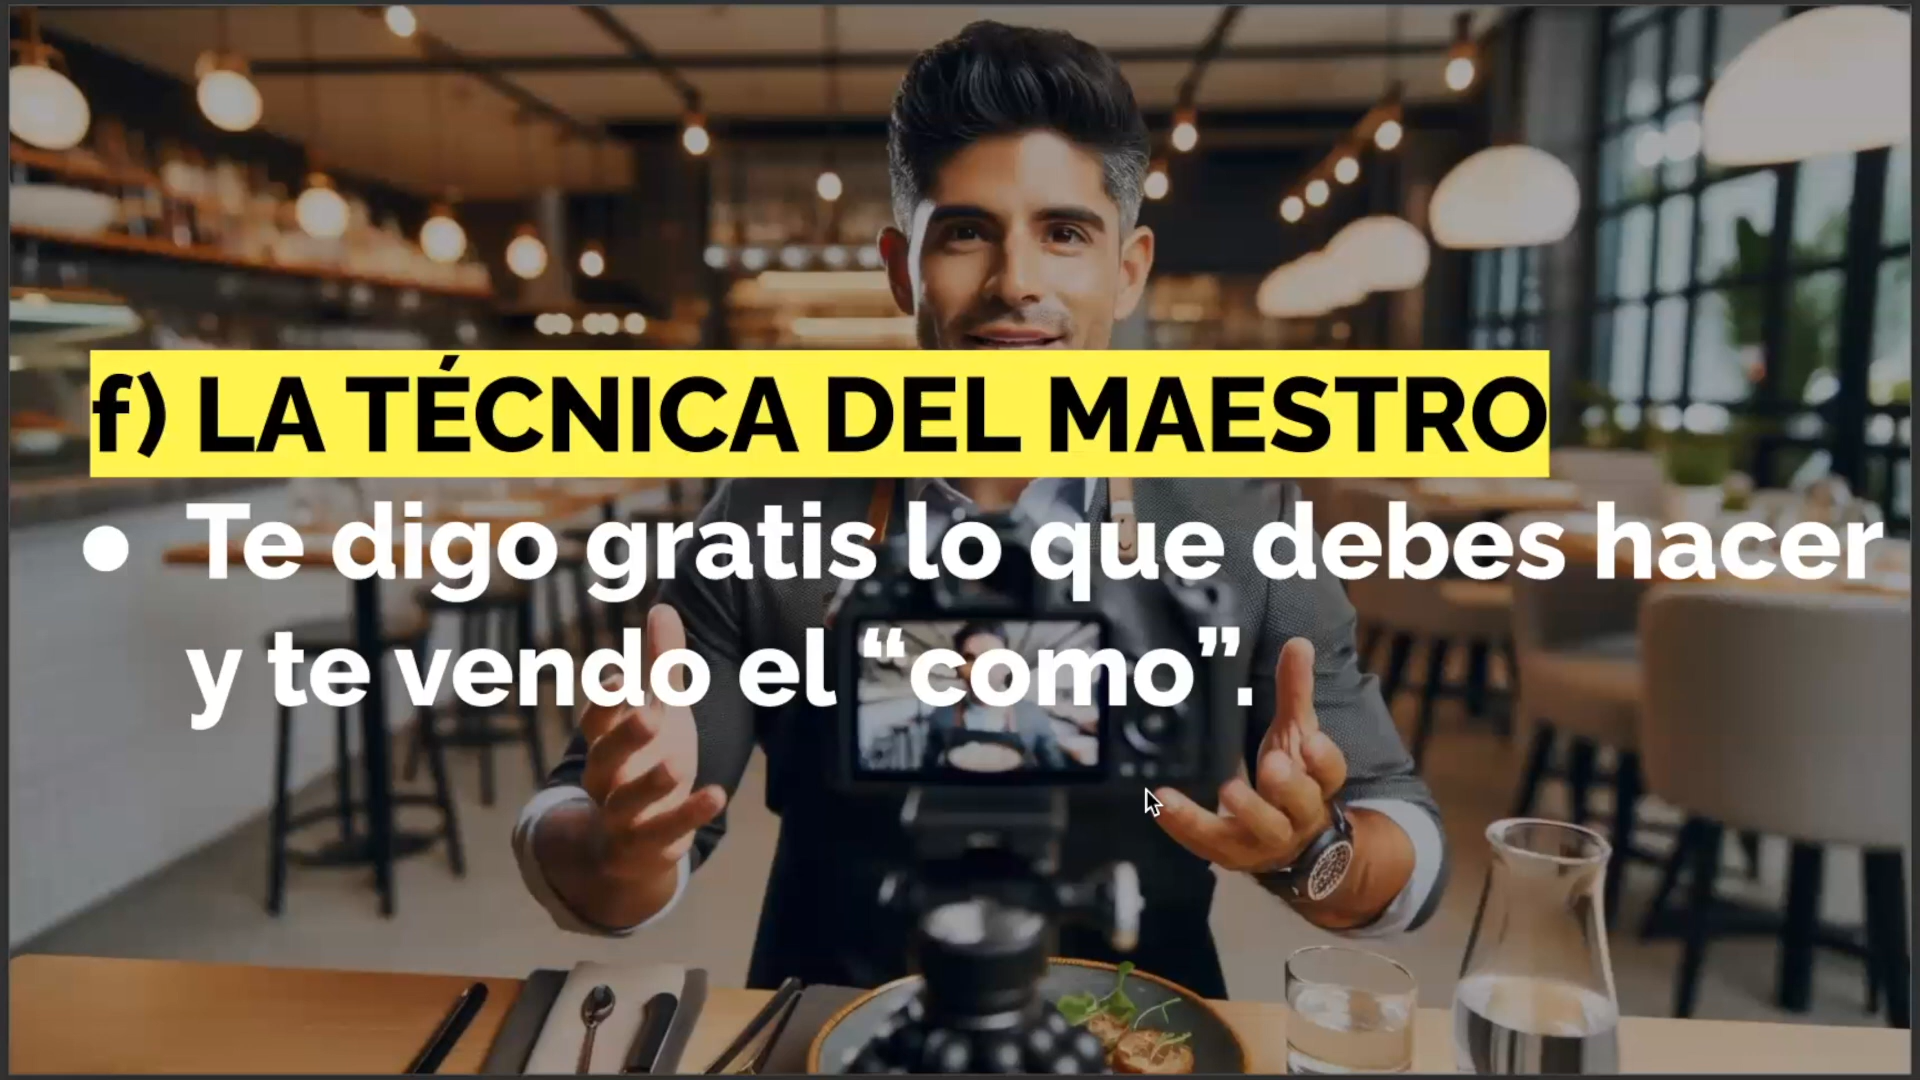 f) LA TÉCNICA DEL MAESTRO
● Te digo gratis lo que debes hacer
y te vendo el “como”.